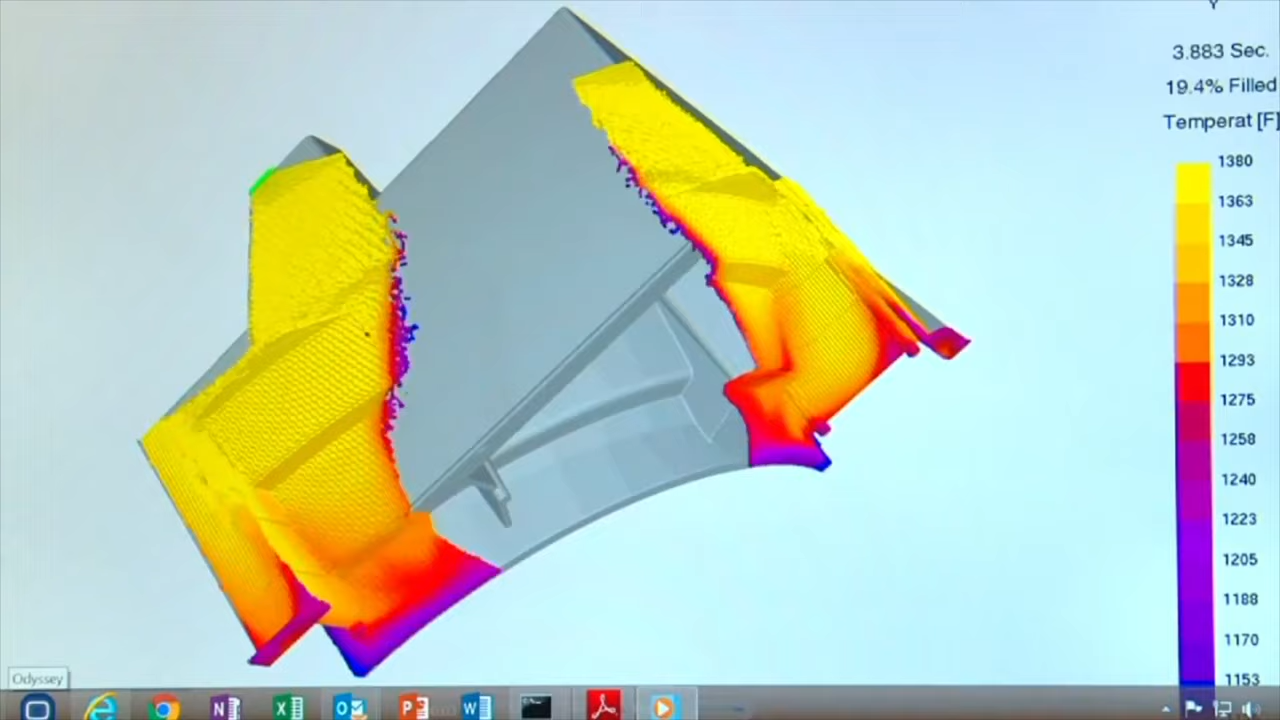 Y
3.883 Sec.
19.4% Filled
Temperat [F]
1380
1363
1345
1328
1310
1293
1275
1258
1240
1223
1205
1188
1170
1153
Odyssey